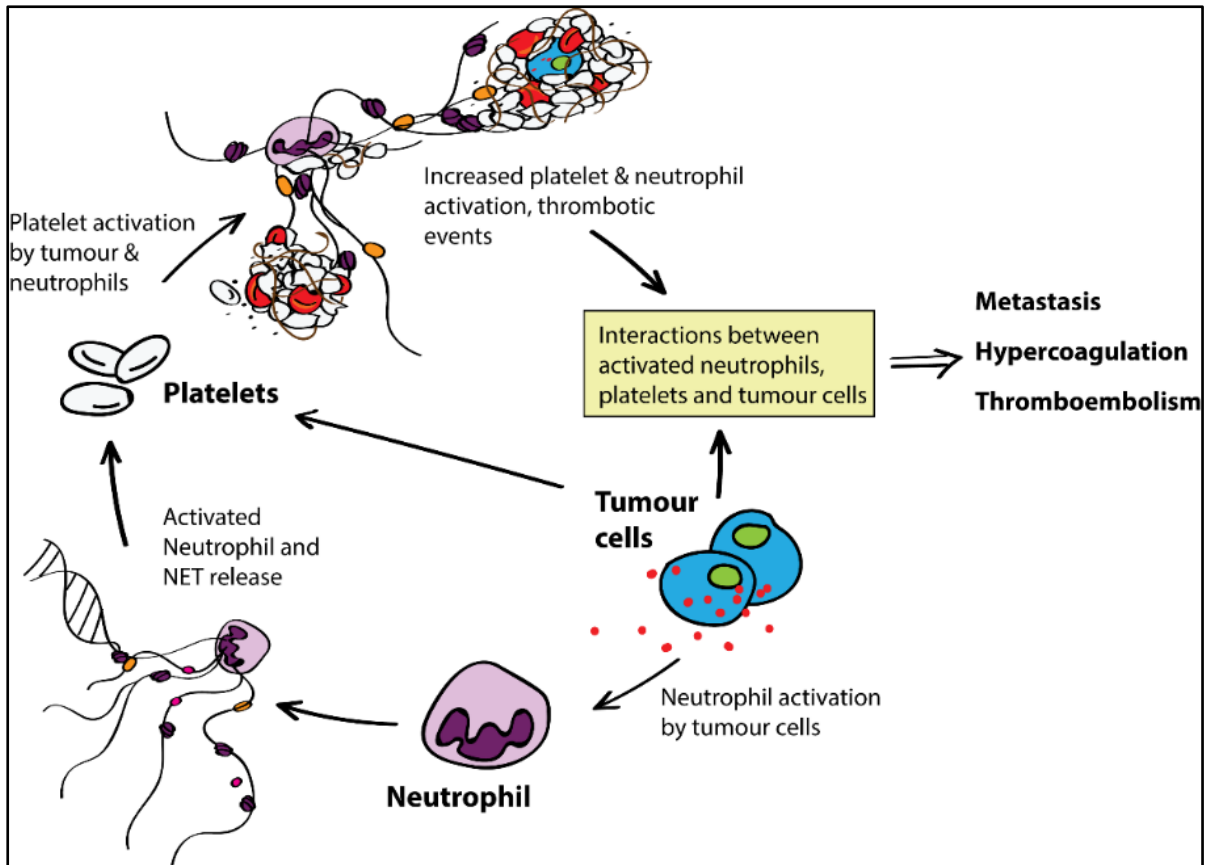 Increased platelet & neutrophil
activation, thrombotic
events
Platelet activation
by tumour &
neutrophils
Metastasis
Hypercoagulation
Thromboembolism
Interactions between
activated neutrophils,
platelets and tumour cells
Platelets
Tumour
cells
Activated
Neutrophil and
NET release
Neutrophil activation
by tumour cells
Neutrophil